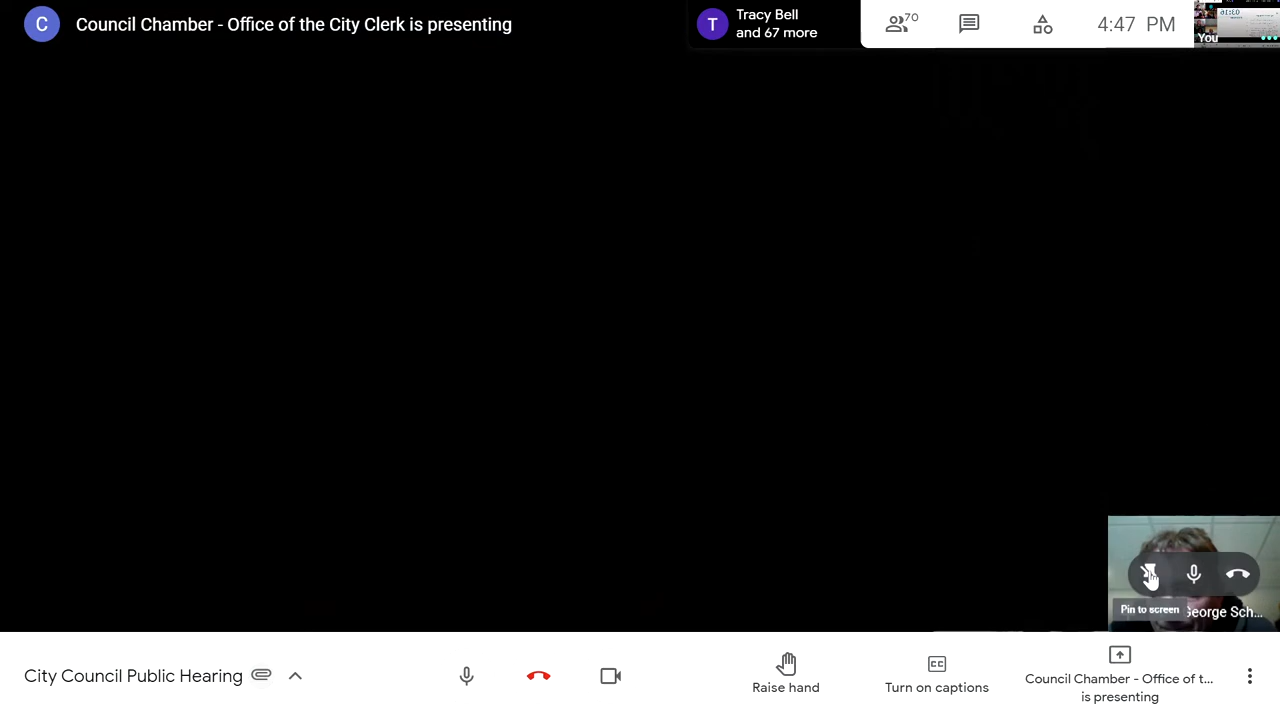 C
Council Chamber - Office of the City Clerk is presenting
T
Tracy Bell
and 67 more
70
4:47 PM
You
Pin to screen
George Sch...
City Council Public Hearing
Raise hand
Turn on captions
Council Chamber - Office of t...
is presenting